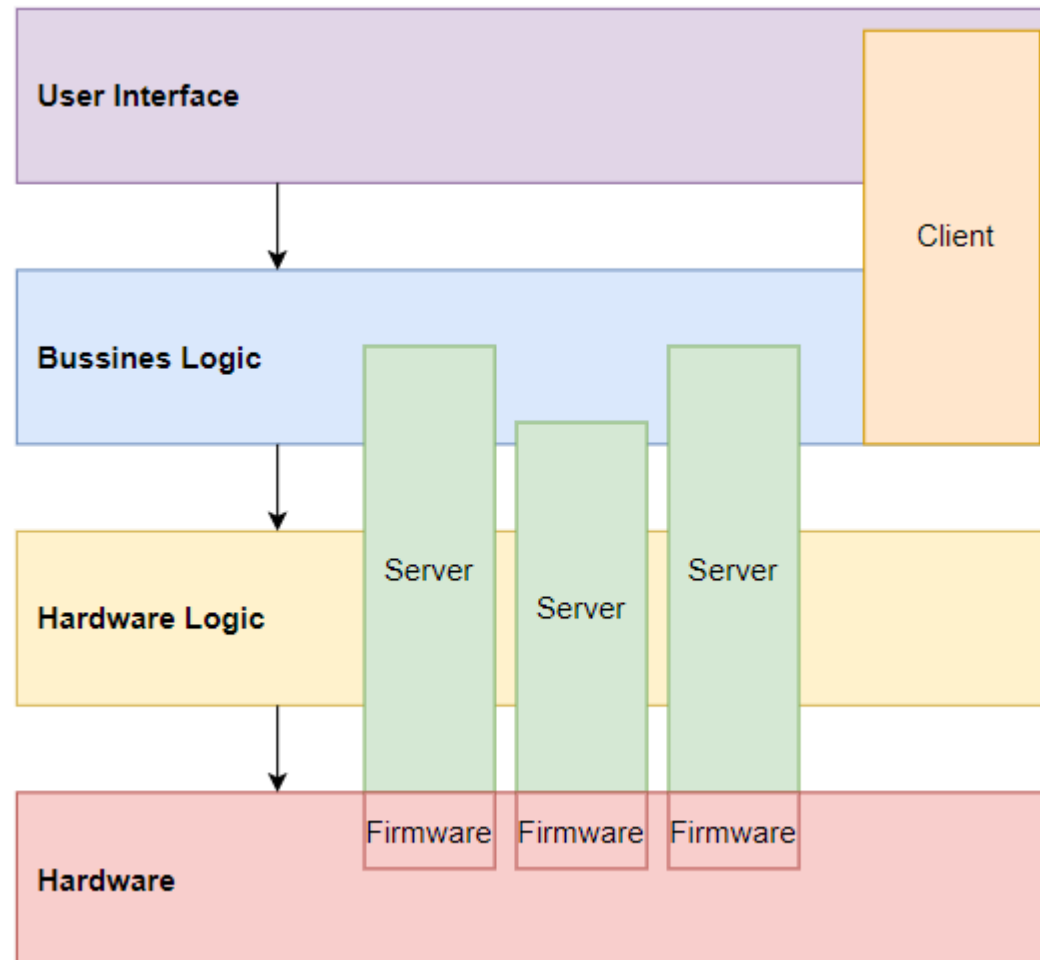 User Interface
Client
Bussines Logic
Server
Server
Server
Hardware Logic
Firmware
Firmware
Firmware
Hardware